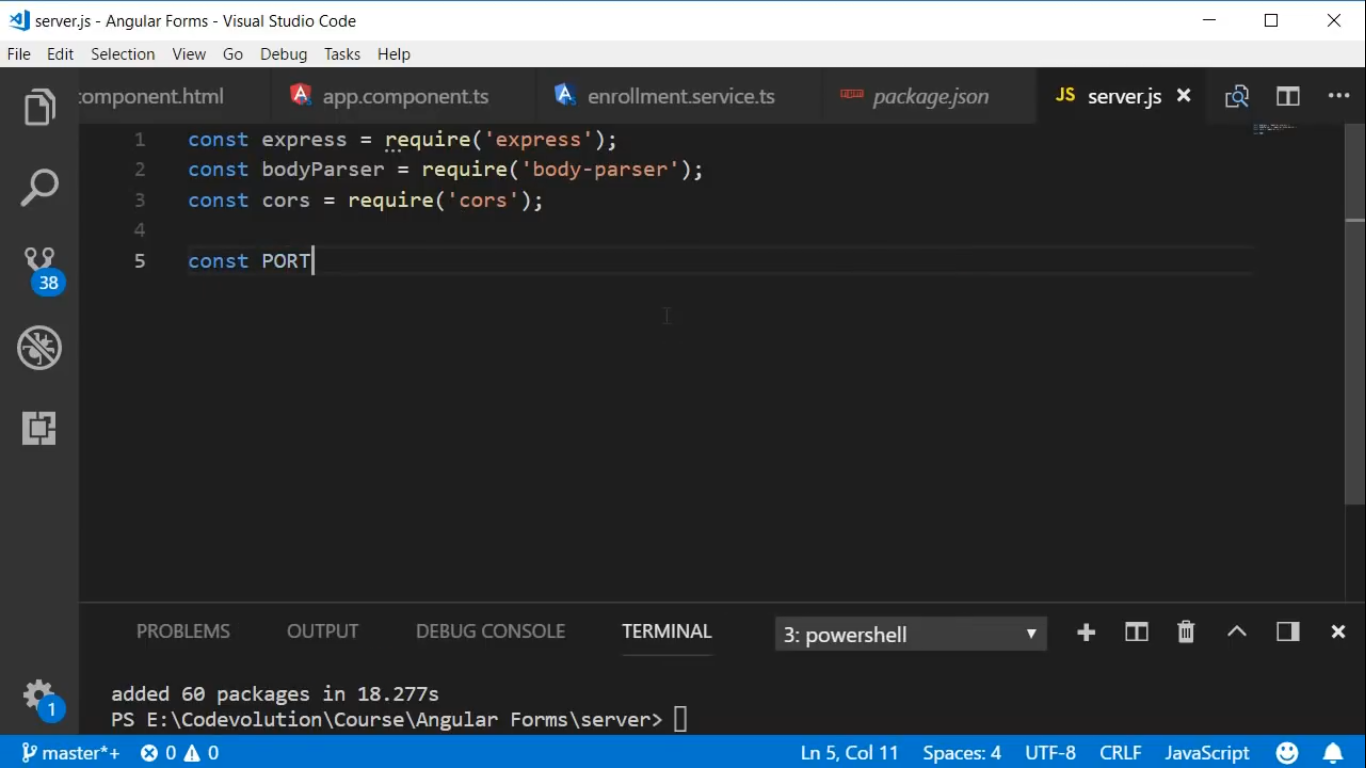 server.js - Angular Forms - Visual Studio Code
File Edit Selection View Go Debug Tasks Help
component.html app.component.ts enrollment.service.ts package.json JS server.js
1 const express = require('express');
2 const bodyParser = require('body-parser');
3 const cors = require('cors');
4
5 const PORT
38
PROBLEMS OUTPUT DEBUG CONSOLE TERMINAL 3: powershell
added 60 packages in 18.277s
PS E:\Codevolution\Course\Angular Forms\server>
1
master*+ 0 0 Ln 5, Col 11 Spaces: 4 UTF-8 CRLF JavaScript